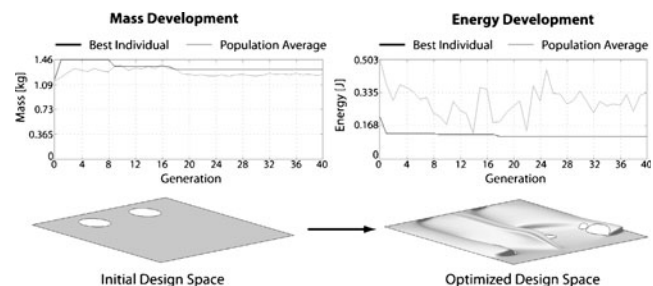 Mass Development
Best Individual
Population Average
Mass [kg]
1.46
1.09
0.73
0.365
0
0 4 8 12 16 20 24 28 32 36 40
Generation
Energy Development
Best Individual
Population Average
Energy [J]
0.503
0.335
0.168
0
0 4 8 12 16 20 24 28 32 36 40
Generation
Initial Design Space
Optimized Design Space